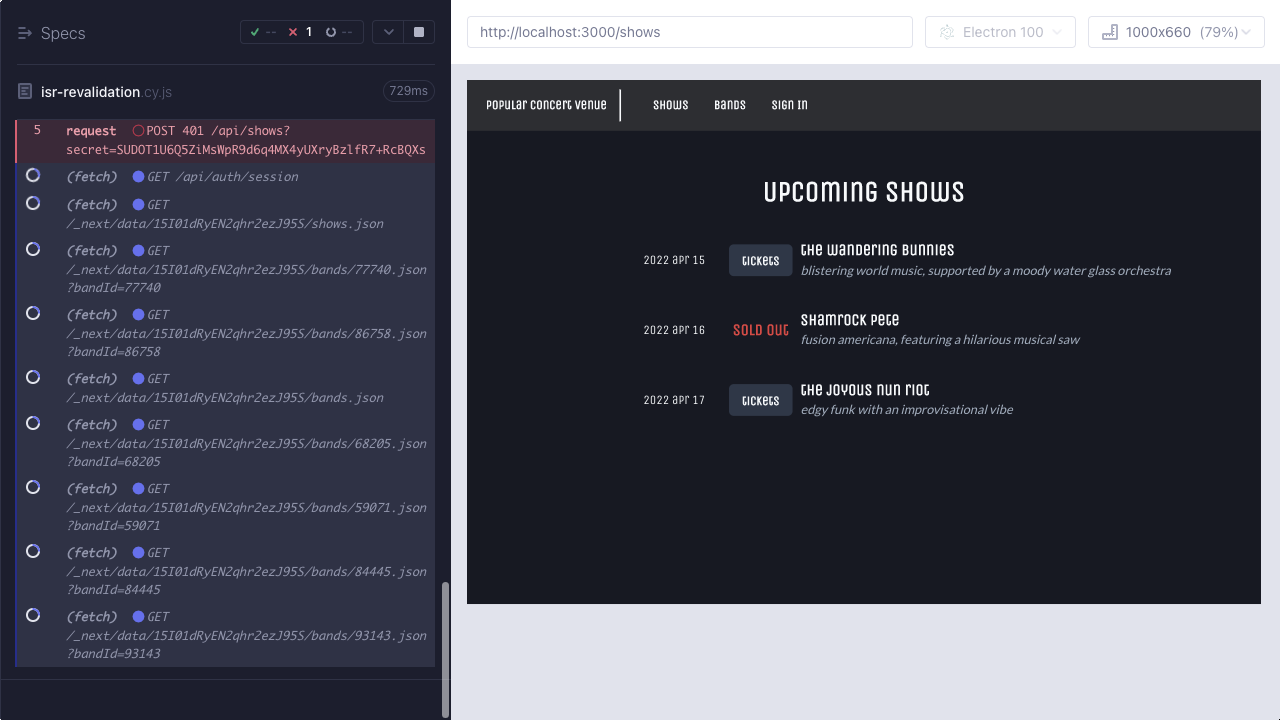 Specs
-- 1 --
isr-revalidation.cy.js 729ms
5 request POST 401 /api/shows?
secret=SUDOT1U6Q5ZiMsWpR9d6q4MX4yUXryBzlfR7+RcBQXs
(fetch) GET /api/auth/session
(fetch) GET
/_next/data/15I01dRyEN2qhr2ezJ95S/shows.json
(fetch) GET
/_next/data/15I01dRyEN2qhr2ezJ95S/bands/77740.json
?bandId=77740
(fetch) GET
/_next/data/15I01dRyEN2qhr2ezJ95S/bands/86758.json
?bandId=86758
(fetch) GET
/_next/data/15I01dRyEN2qhr2ezJ95S/bands.json
(fetch) GET
/_next/data/15I01dRyEN2qhr2ezJ95S/bands/68205.json
?bandId=68205
(fetch) GET
/_next/data/15I01dRyEN2qhr2ezJ95S/bands/59071.json
?bandId=59071
(fetch) GET
/_next/data/15I01dRyEN2qhr2ezJ95S/bands/84445.json
?bandId=84445
(fetch) GET
/_next/data/15I01dRyEN2qhr2ezJ95S/bands/93143.json
?bandId=93143
http://localhost:3000/shows Electron 100 1000x660 (79%)
Popular Concert Venue Shows Bands Sign In
Upcoming Shows
2022 Apr 15 tickets The Wandering Bunnies
blistering world music, supported by a moody water glass orchestra
2022 Apr 16 SOLD OUT Shamrock Pete
fusion americana, featuring a hilarious musical saw
2022 Apr 17 tickets The Joyous Nun Riot
edgy funk with an improvisational vibe